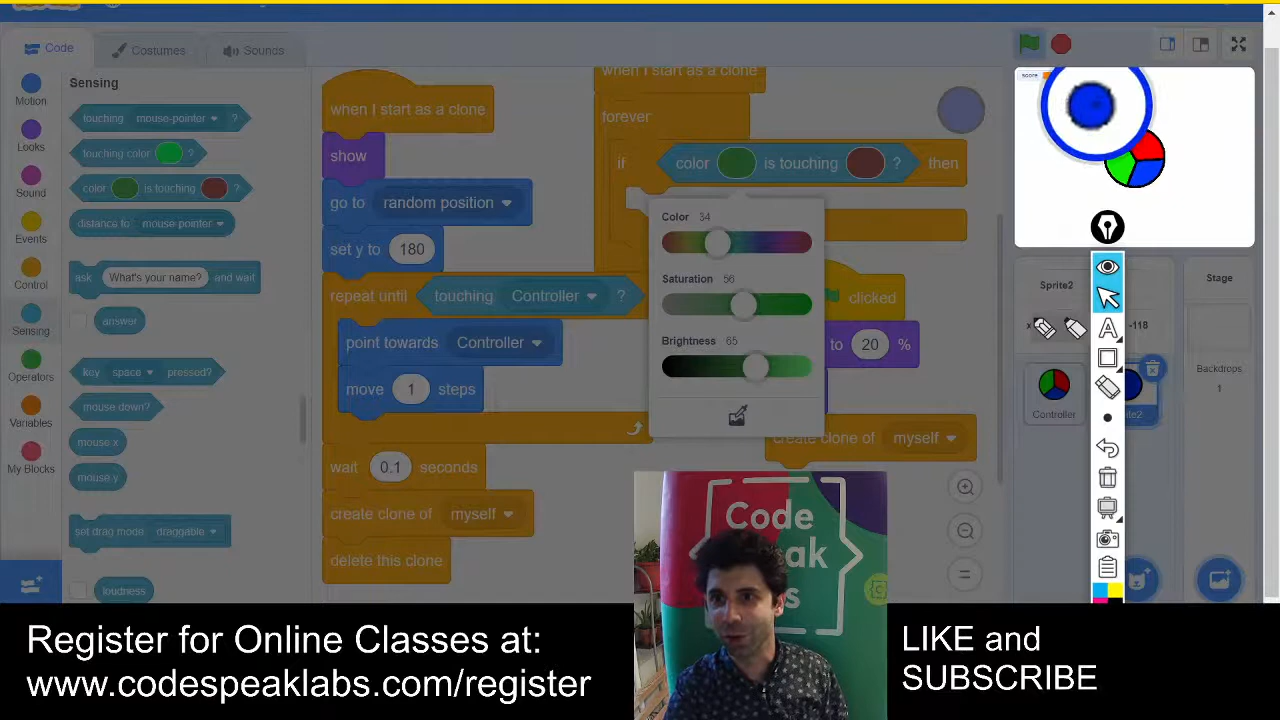 Code
Costumes
Sounds
Motion
Looks
Sound
Events
Control
Sensing
Operators
Variables
My Blocks
Sensing
touching mouse-pointer ?
touching color ?
color is touching ?
distance to mouse-pointer
ask What's your name? and wait
answer
key space pressed?
mouse down?
mouse x
mouse y
set drag mode draggable
loudness
when I start as a clone
show
go to random position
set y to 180
repeat until touching Controller ?
point towards Controller
move 1 steps
wait 0.1 seconds
create clone of myself
delete this clone
when I start as a clone
forever
if color is touching ? then
Color 34
Saturation 56
Brightness 65
clicked
to 20 %
create clone of myself
score
Sprite2
x
-118
Controller
Stage
Backdrops
1
A
Code
Register for Online Classes at:
www.codespeaklabs.com/register
LIKE and
SUBSCRIBE